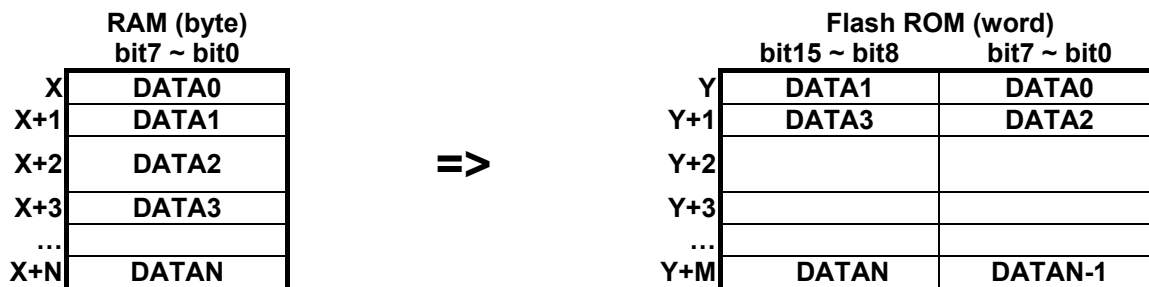 RAM (byte) Flash ROM (word)
bit7 ~ bit0 bit15 ~ bit8 bit7 ~ bit0
X DATA0 Y DATA1 DATA0
X+1 DATA1 Y+1 DATA3 DATA2
X+2 DATA2 => Y+2
X+3 DATA3 Y+3
… …
X+N DATAN Y+M DATAN DATAN-1